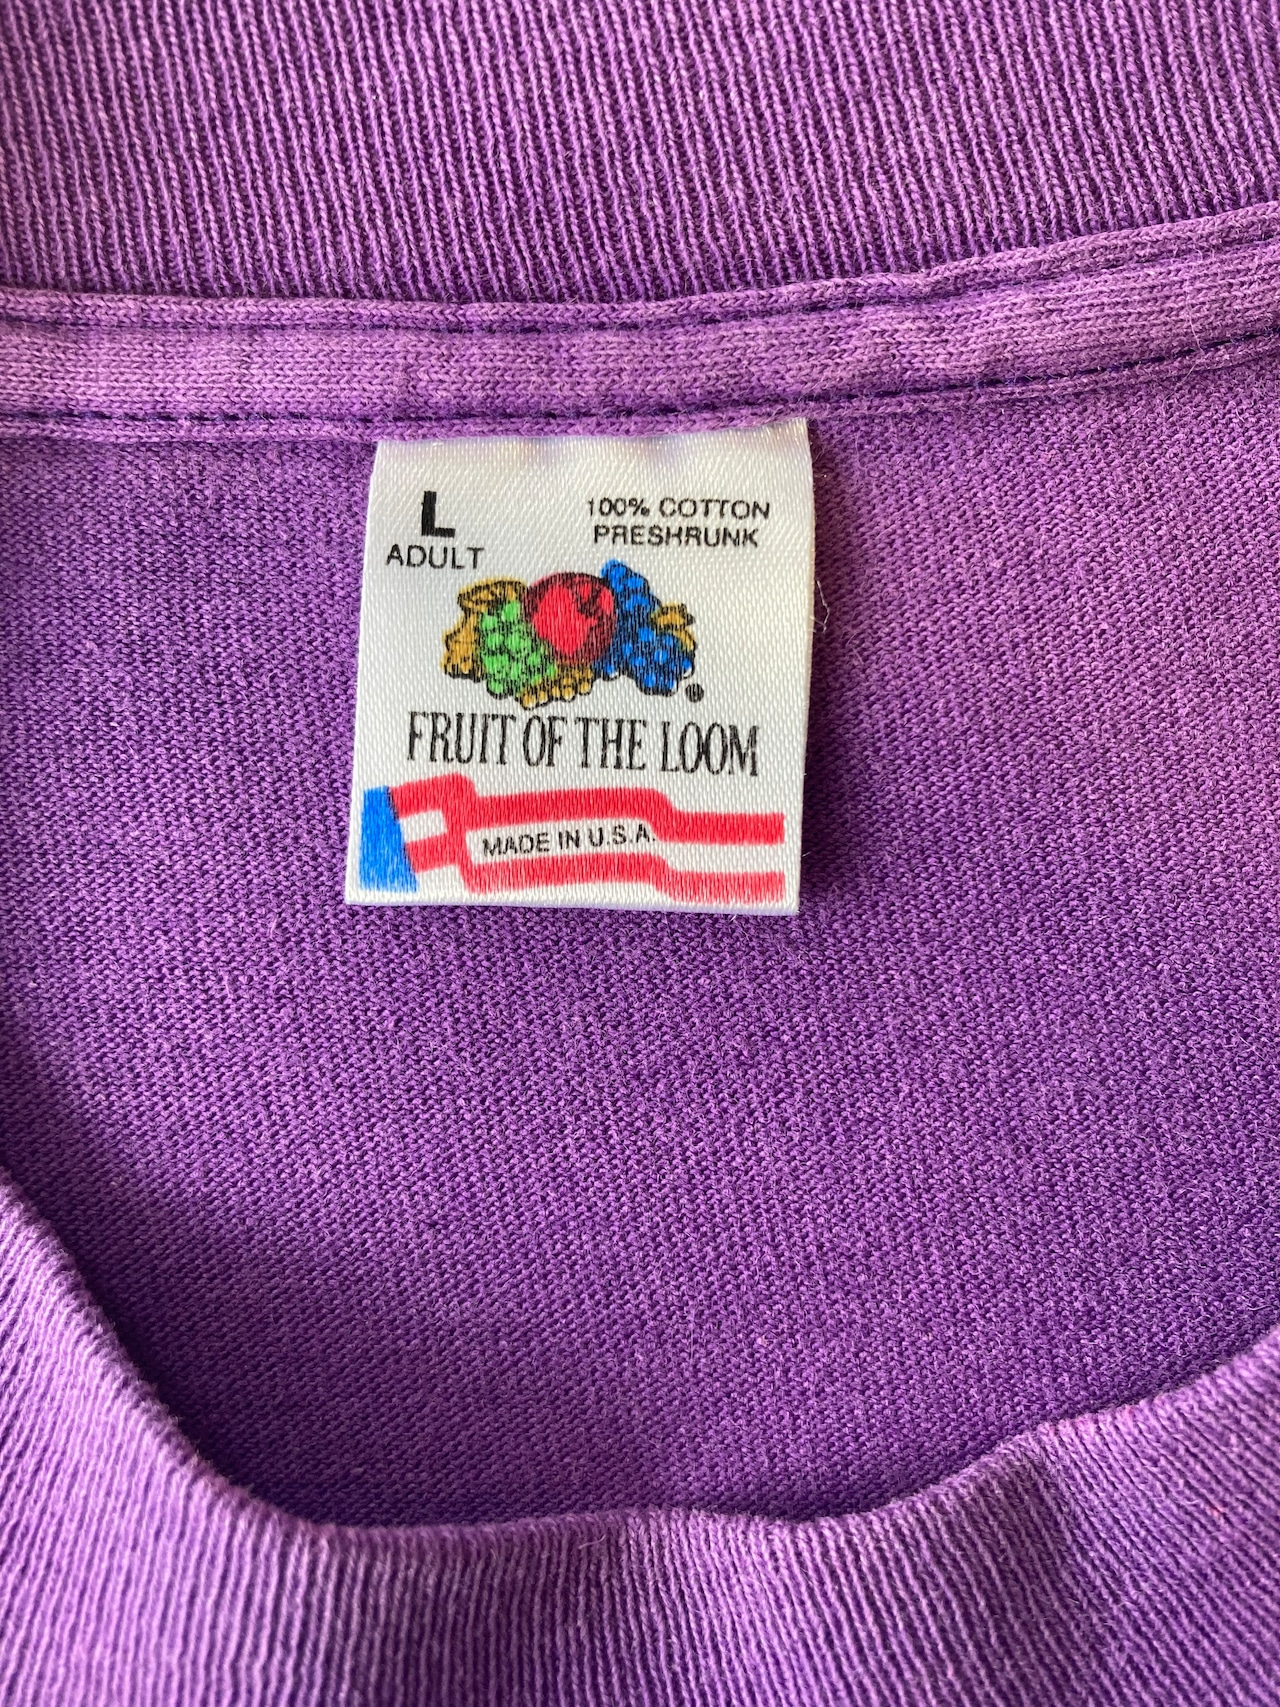 L
ADULT
100% COTTON
PRESHRUNK
®
FRUIT OF THE LOOM
MADE IN U.S.A.